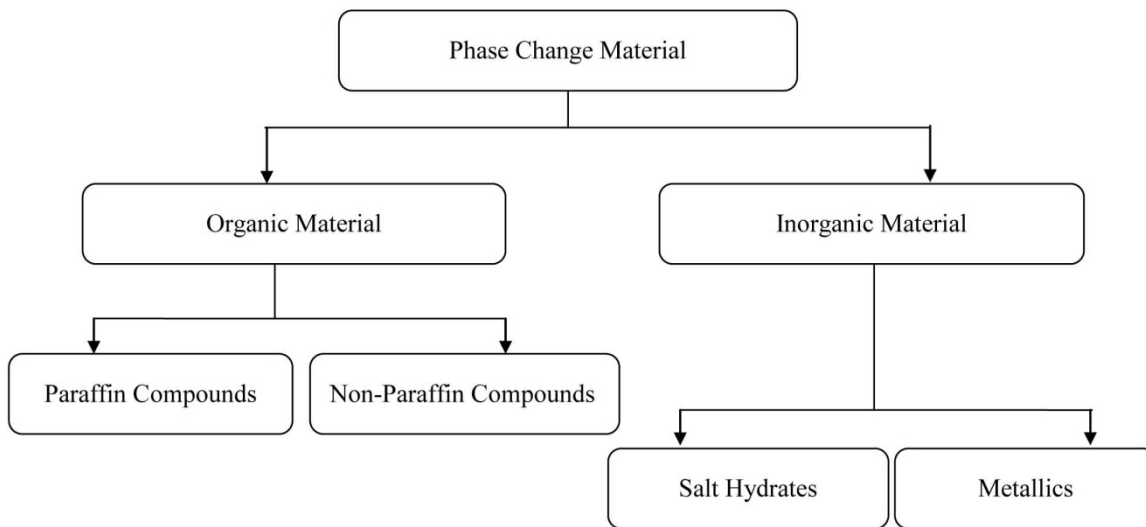 Phase Change Material
Organic Material
Inorganic Material
Paraffin Compounds
Non-Paraffin Compounds
Salt Hydrates
Metallics